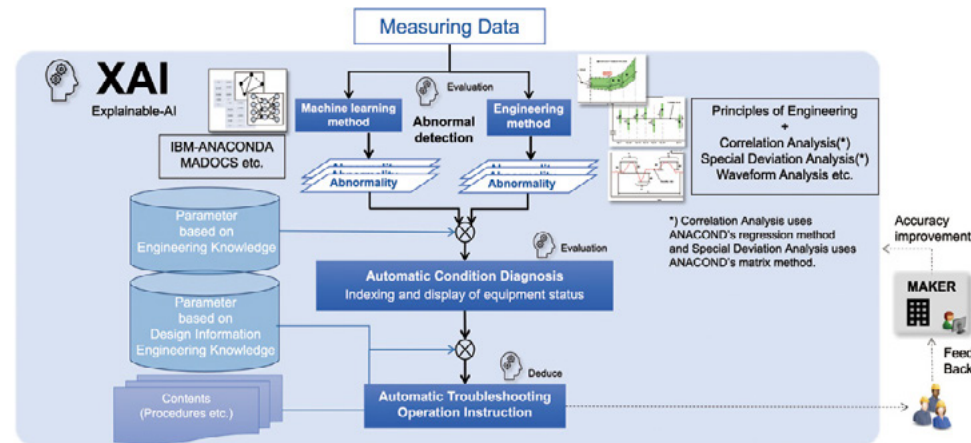 Measuring Data
XAI
Explainable-AI
Evaluation
Machine learning
method
Abnormal
detection
Engineering
method
IBM-ANACONDA
MADOCS etc.
Principles of Engineering
+
Correlation Analysis(*)
Special Deviation Analysis(*)
Waveform Analysis etc.
Abnormality
Abnormality
Parameter
based on
Engineering Knowledge
*) Correlation Analysis uses
ANACOND's regression method
and Special Deviation Analysis uses
ANACOND's matrix method.
Accuracy
improvement
Evaluation
Automatic Condition Diagnosis
Indexing and display of equipment status
MAKER
Parameter
based on
Design Information
Engineering Knowledge
Feed
Back
Deduce
Contents
(Procedures etc.)
Automatic Troubleshooting
Operation Instruction